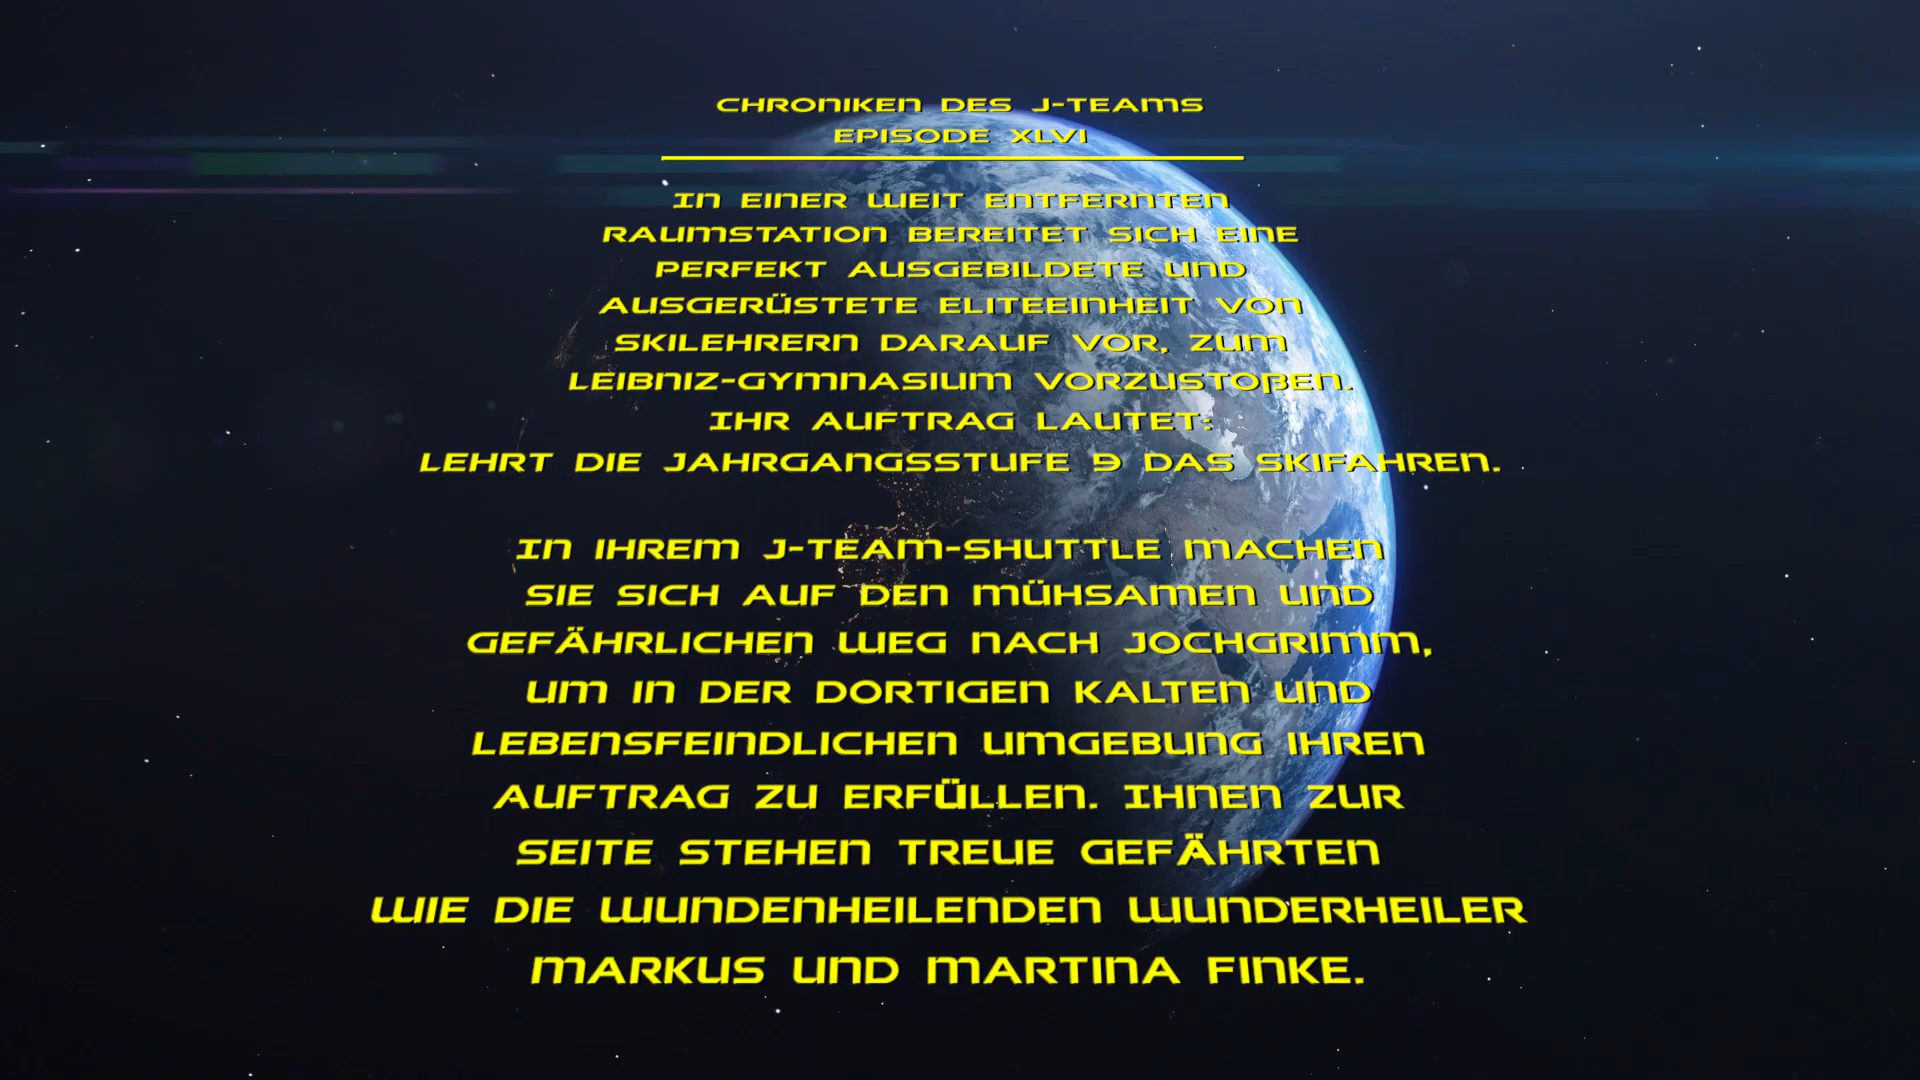 CHRONIKEN DES J-TEAMS
EPISODE XLVI
IN EINER WEIT ENTFERNTEN
RAUMSTATION BEREITET SICH EINE
PERFEKT AUSGEBILDETE UND
AUSGERÜSTETE ELITEEINHEIT VON
SKILEHRERN DARAUF VOR, ZUM
LEIBNIZ-GYMNASIUM VORZUSTOßEN.
IHR AUFTRAG LAUTET:
LEHRT DIE JAHRGANGSSTUFE 9 DAS SKIFAHREN.
IN IHREM J-TEAM-SHUTTLE MACHEN
SIE SICH AUF DEN MÜHSAMEN UND
GEFÄHRLICHEN WEG NACH JOCHGRIMM,
UM IN DER DORTIGEN KALTEN UND
LEBENSFEINDLICHEN UMGEBUNG IHREN
AUFTRAG ZU ERFÜLLEN. IHNEN ZUR
SEITE STEHEN TREUE GEFÄHRTEN
WIE DIE WUNDENHEILENDEN WUNDERHEILER
MARKUS UND MARTINA FINKE.